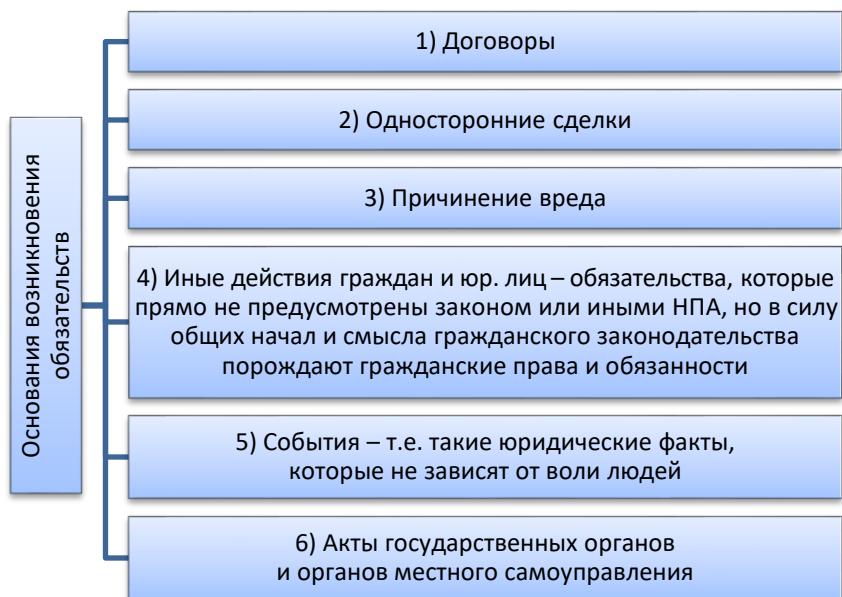 Основания возникновения
обязательств
1) Договоры
2) Односторонние сделки
3) Причинение вреда
4) Иные действия граждан и юр. лиц – обязательства, которые
прямо не предусмотрены законом или иными НПА, но в силу
общих начал и смысла гражданского законодательства
порождают гражданские права и обязанности
5) События – т.е. такие юридические факты,
которые не зависят от воли людей
6) Акты государственных органов
и органов местного самоуправления